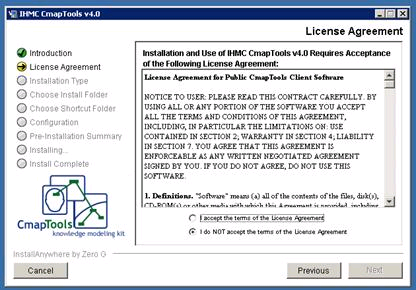 IHMC CmapTools v4.0
License Agreement
Introduction
License Agreement
Installation Type
Choose Install Folder
Choose Shortcut Folder
Configuration
Pre-Installation Summary
Installing...
Install Complete
CmapTools
knowledge modeling kit
Installation and Use of IHMC CmapTools v4.0 Requires Acceptance
of the Following License Agreement:
License Agreement for Public CmapTools Client Software
NOTICE TO USER: PLEASE READ THIS CONTRACT CAREFULLY. BY
USING ALL OR ANY PORTION OF THE SOFTWARE YOU ACCEPT
ALL THE TERMS AND CONDITIONS OF THIS AGREEMENT,
INCLUDING, IN PARTICULAR THE LIMITATIONS ON: USE
CONTAINED IN SECTION 2; WARRANTY IN SECTION 4; LIABILITY
IN SECTION 7. YOU AGREE THAT THIS AGREEMENT IS
ENFORCEABLE AS ANY WRITTEN NEGOTIATED AGREEMENT
SIGNED BY YOU. IF YOU DO NOT AGREE, DO NOT USE THIS
SOFTWARE.
1. Definitions. "Software" means (a) all of the contents of the files, disk(s),
CD-ROM(s) or other media with which this Agreement is provided, including
I accept the terms of the License Agreement
I do NOT accept the terms of the License Agreement
InstallAnywhere by Zero G
Cancel
Previous
Next